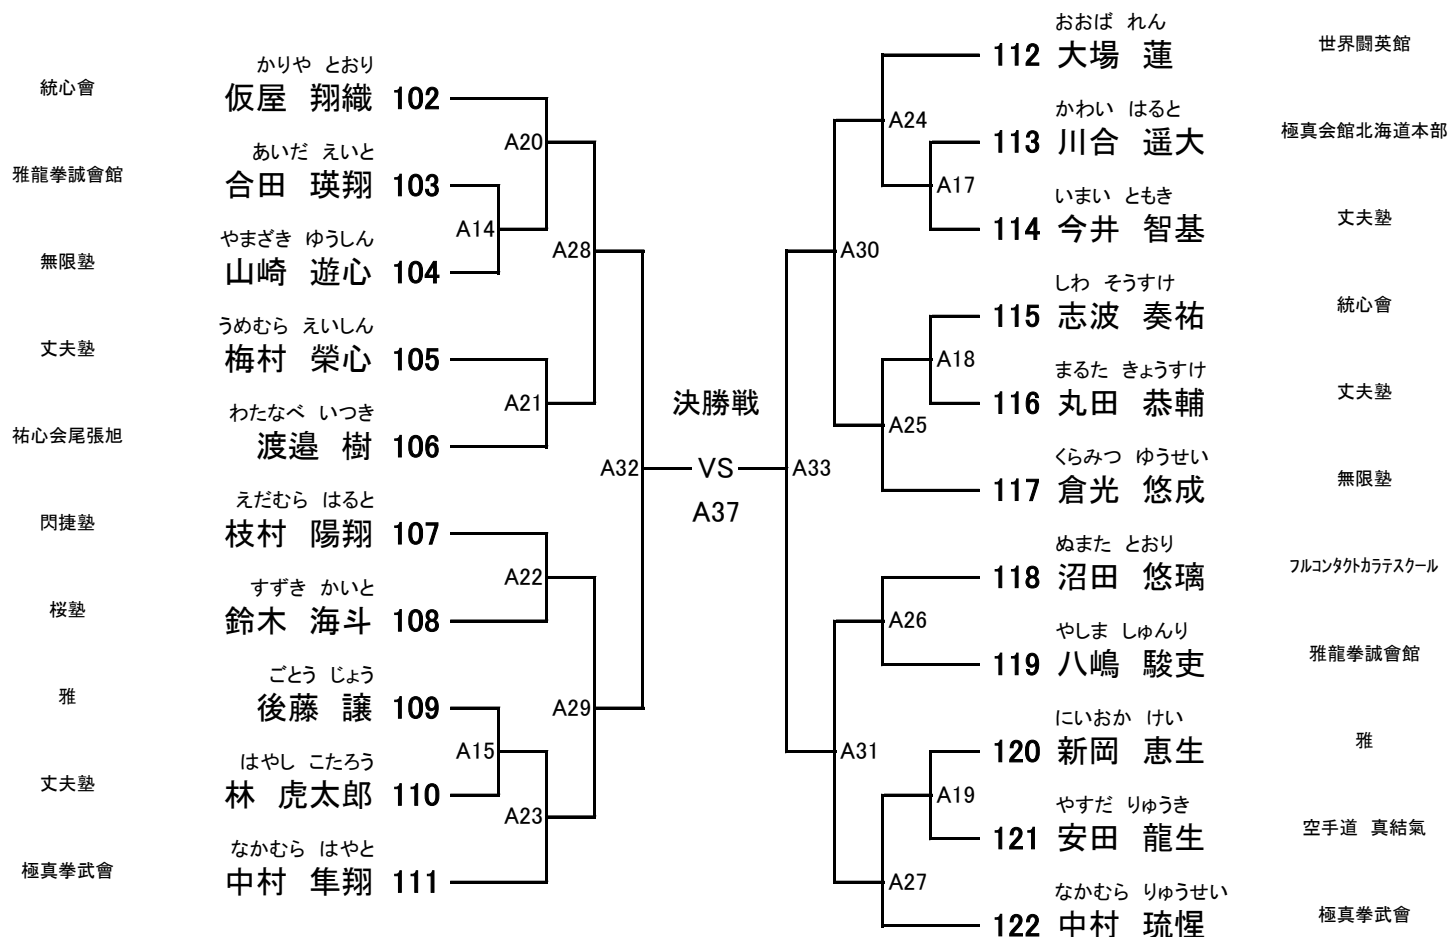 かりや とおり
統心會 仮屋 翔織 102
A20
あいだ えいと
雅龍拳誠會館 合田 瑛翔 103
A14
やまざき ゆうしん
無限塾 山崎 遊心 104
A28
うめむら えいしん
丈夫塾 梅村 榮心 105
A21
わたなべ いつき
祐心会尾張旭 渡邉 樹 106
A32
えだむら はると
閃捷塾 枝村 陽翔 107
A22
すずき かいと
桜塾 鈴木 海斗 108
ごとう じょう
雅 後藤 譲 109
A29
A15
はやし こたろう
丈夫塾 林 虎太郎 110
A23
なかむら はやと
極真拳武會 中村 隼翔 111
決勝戦
VS
A37
おおば れん
112 大場 蓮 世界闘英館
A24
かわい はると
113 川合 遥大 極真会館北海道本部
A17
いまい ともき
114 今井 智基 丈夫塾
A30
しわ そうすけ
115 志波 奏祐 統心會
A18
まるた きょうすけ
116 丸田 恭輔 丈夫塾
A25
くらみつ ゆうせい
117 倉光 悠成 無限塾
A33
ぬまた とおり
118 沼田 悠璃 フルコンタクトカラテスクール
A26
やしま しゅんり
119 八嶋 駿吏 雅龍拳誠會館
にいおか けい
120 新岡 恵生 雅
A31
A19
やすだ りゅうき
121 安田 龍生 空手道 真結氣
A27
なかむら りゅうせい
122 中村 琉惺 極真拳武會